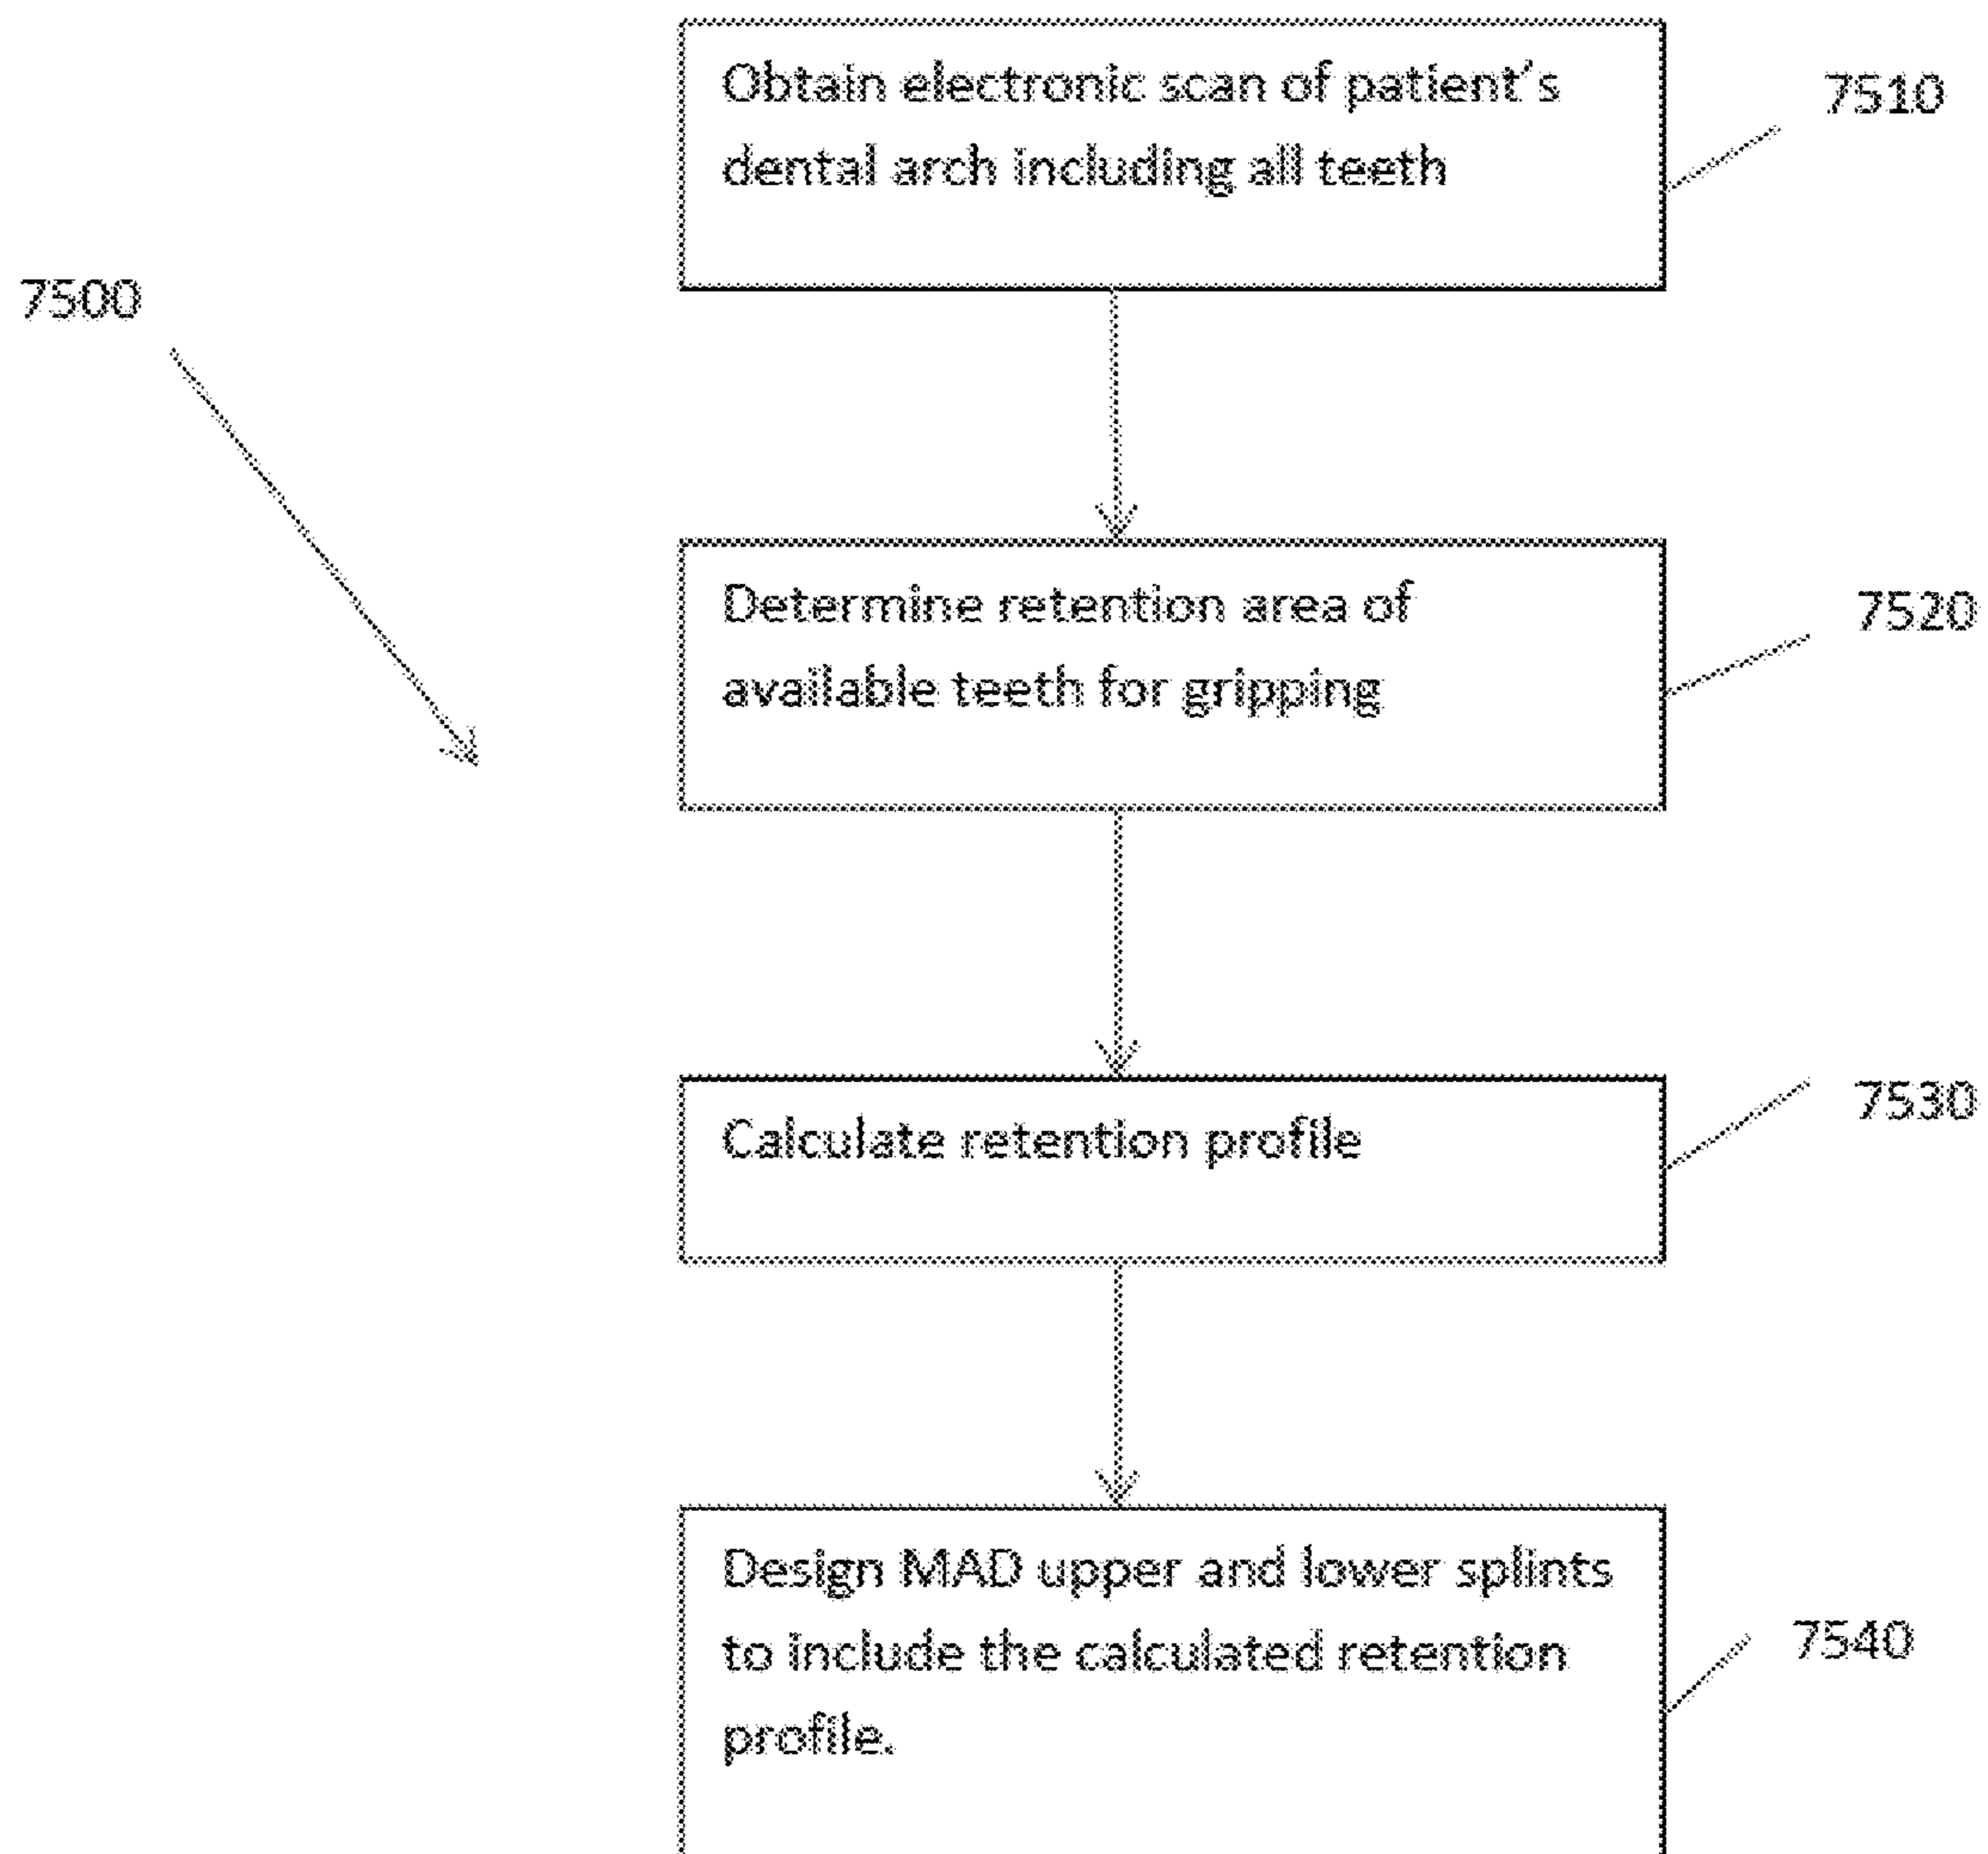 Obtain electronic scan of patient's
dental arch including all teeth
7510
7500
Determine retention area of
available teeth for gripping
7520
Calculate retention profile
7530
Design MAD upper and lower splints
to include the calculated retention
profile.
7540